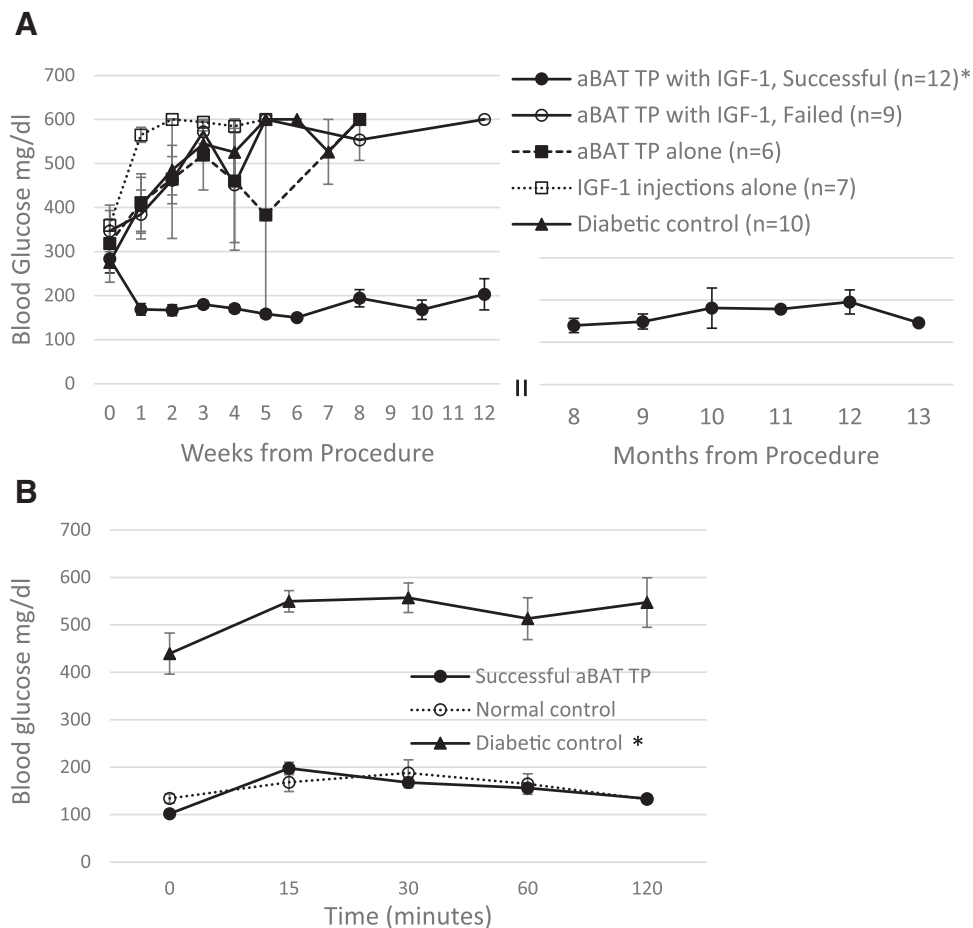 A
700
600
500
400
300
200
100
0
Blood Glucose mg/dl
0 1 2 3 4 5 6 7 8 10 11 12
Weeks from Procedure
aBAT TP with IGF-1, Successful (n=12)*
aBAT TP with IGF-1, Failed (n=9)
aBAT TP alone (n=6)
IGF-1 injections alone (n=7)
Diabetic control (n=10)
8 9 10 11 12 13
Months from Procedure
B
700
600
500
400
300
200
100
0
Blood glucose mg/dl
Successful aBAT TP
Normal control
Diabetic control *
0 15 30 60 120
Time (minutes)